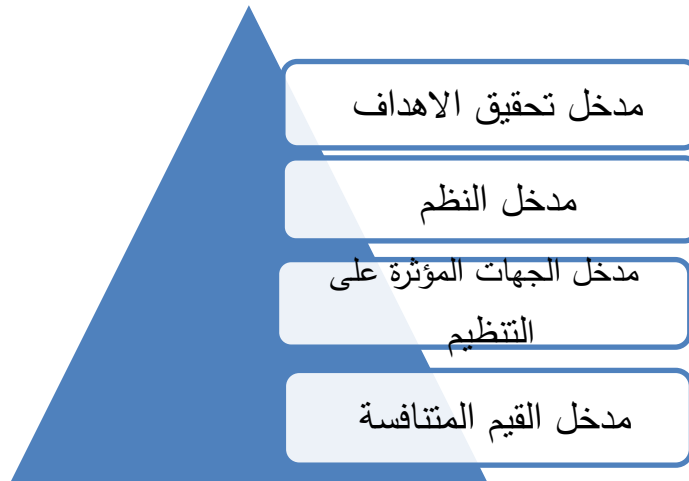 مدخل تحقيق الاهداف
مدخل النظم
مدخل الجهات المؤثرة على
التنظيم
مدخل القيم المتنافسة